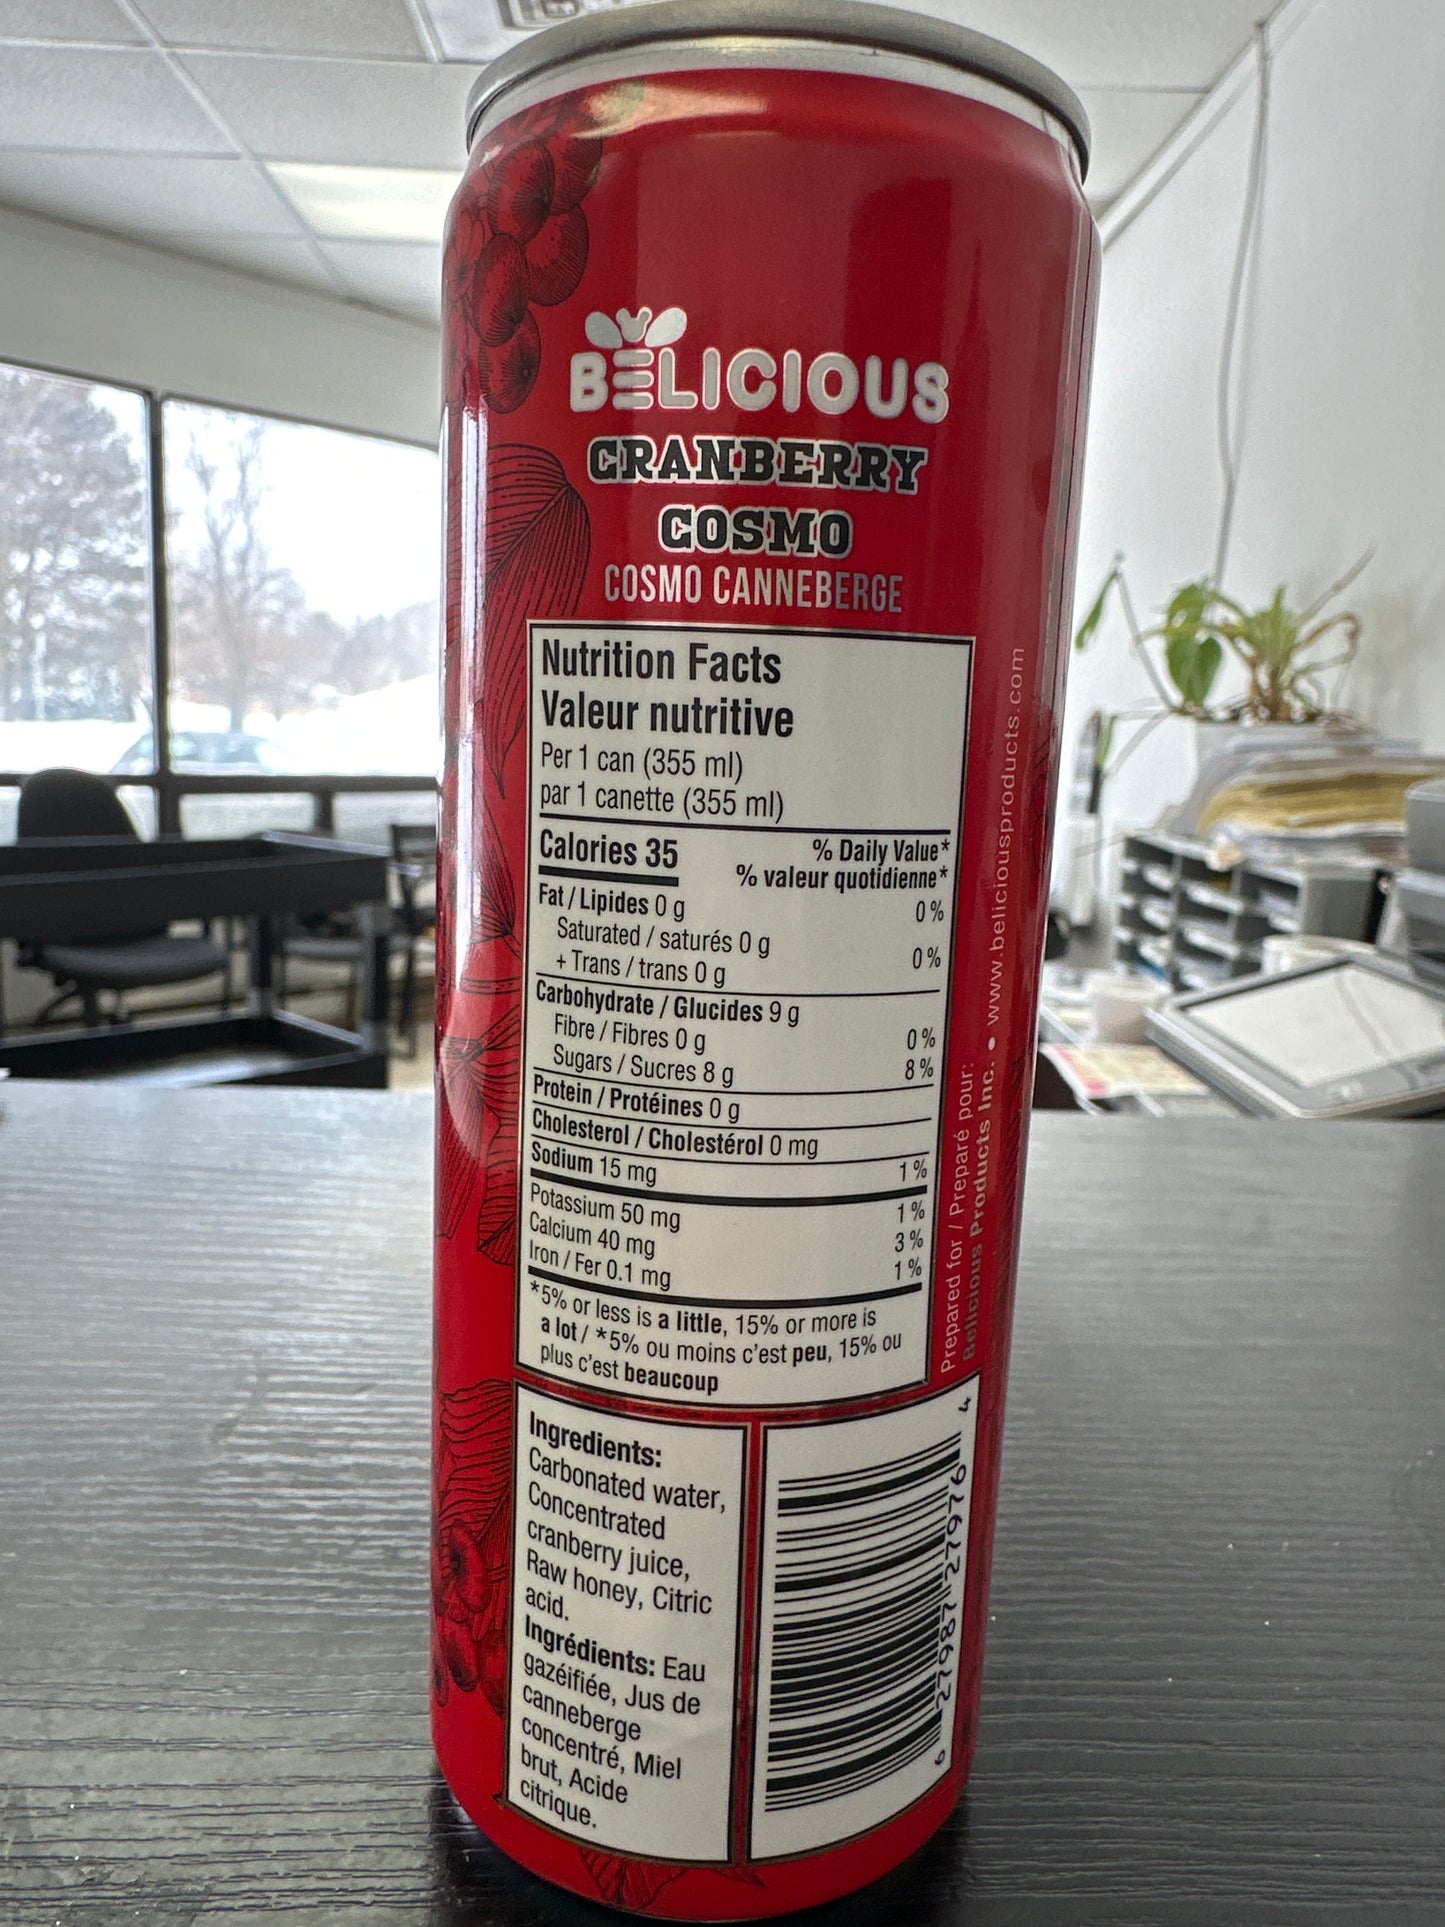 BEELICIOUS
CRANBERRY
COSMO
COSMO CANNEBERGE
Nutrition Facts
Valeur nutritive
Per 1 can (355 ml)
par 1 canette (355 ml)
Calories 35
% Daily Value*
% valeur quotidienne*
Fat / Lipides 0 g 0 %
Saturated / saturés 0 g
+ Trans / trans 0 g 0 %
Carbohydrate / Glucides 9 g
Fibre / Fibres 0 g 0 %
Sugars / Sucres 8 g 8 %
Protein / Protéines 0 g
Cholesterol / Cholestérol 0 mg
Sodium 15 mg 1 %
Potassium 50 mg 1 %
Calcium 40 mg 3 %
Iron / Fer 0.1 mg 1 %
*5% or less is a little, 15% or more is
a lot / *5% ou moins c'est peu, 15% ou
plus c'est beaucoup
Prepared for / Preparé pour:
Belicious Products Inc. • www.beliciousproducts.com
Ingredients:
Carbonated water,
Concentrated
cranberry juice,
Raw honey, Citric
acid.
Ingrédients: Eau
gazéifiée, Jus de
canneberge
concentré, Miel
brut, Acide
citrique.
6 27987 27976 4